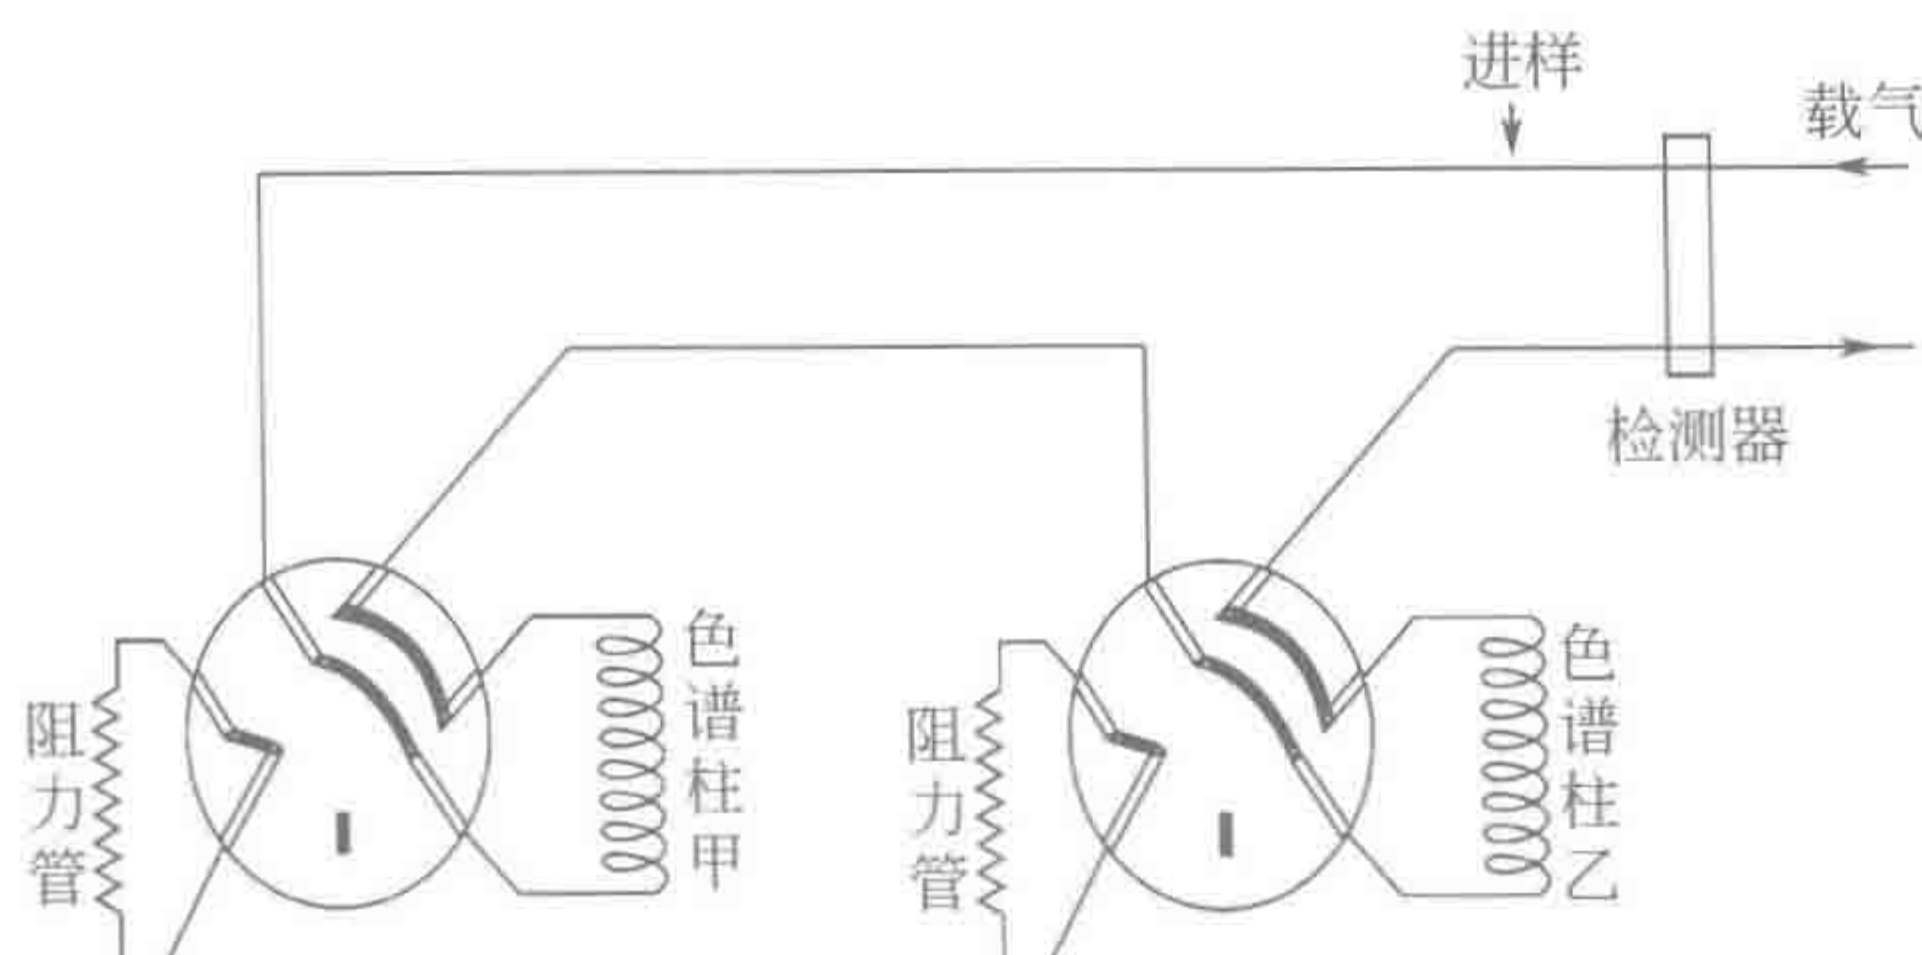 进样
载气
检测器
阻力管
色谱柱甲
阻力管
色谱柱乙